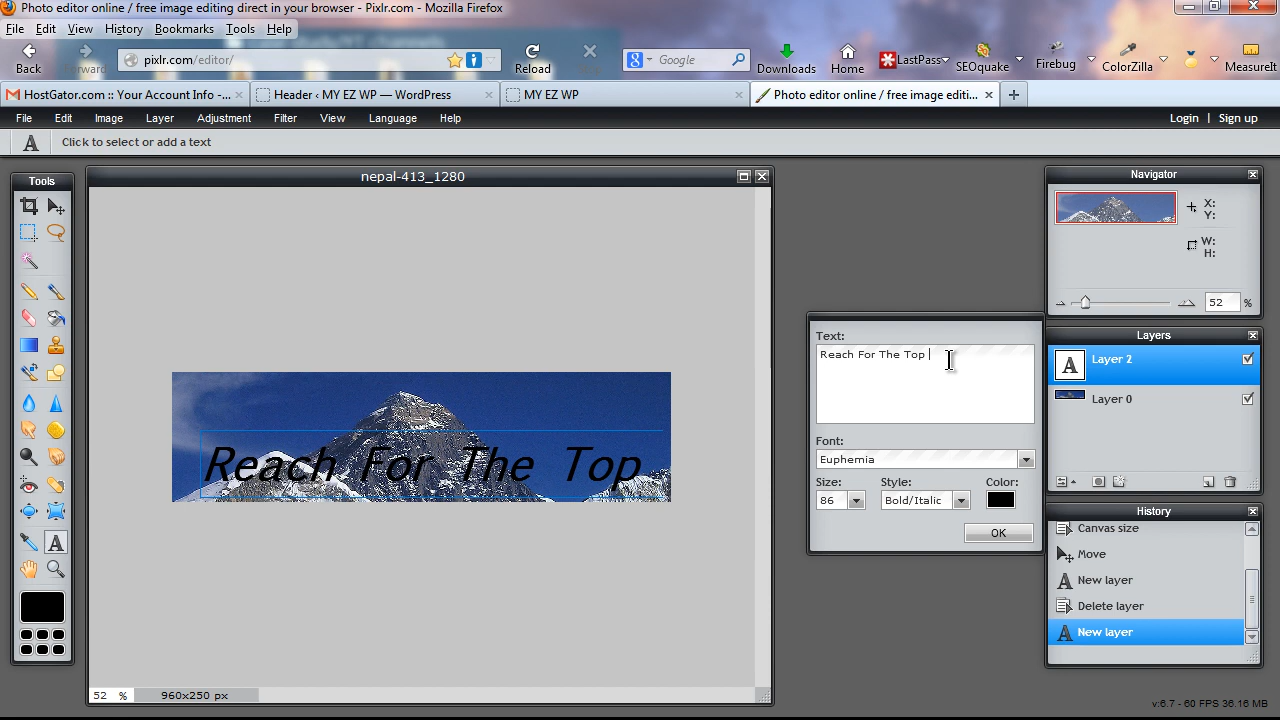 Photo editor online / free image editing direct in your browser - Pixlr.com - Mozilla Firefox
File Edit View History Bookmarks Tools Help
Back Forward pixlr.com/editor/ Reload Google Downloads Home LastPass SEOquake Firebug ColorZilla MeasureIt
HostGator.com :: Your Account Info -... Header ‹ MY EZ WP — WordPress MY EZ WP Photo editor online / free image editi...
File Edit Image Layer Adjustment Filter View Language Help Login | Sign up
A Click to select or add a text
Tools
nepal-413_1280
Reach For The Top
52 % 960x250 px
Text:
Reach For The Top
Font:
Euphemia
Size: Style: Color:
86 Bold/Italic
OK
Navigator
X:
Y:
W:
H:
52 %
Layers
A Layer 2
Layer 0
History
Canvas size
Move
A New layer
Delete layer
A New layer
A
v:6.7 - 60 FPS 36.16 MB